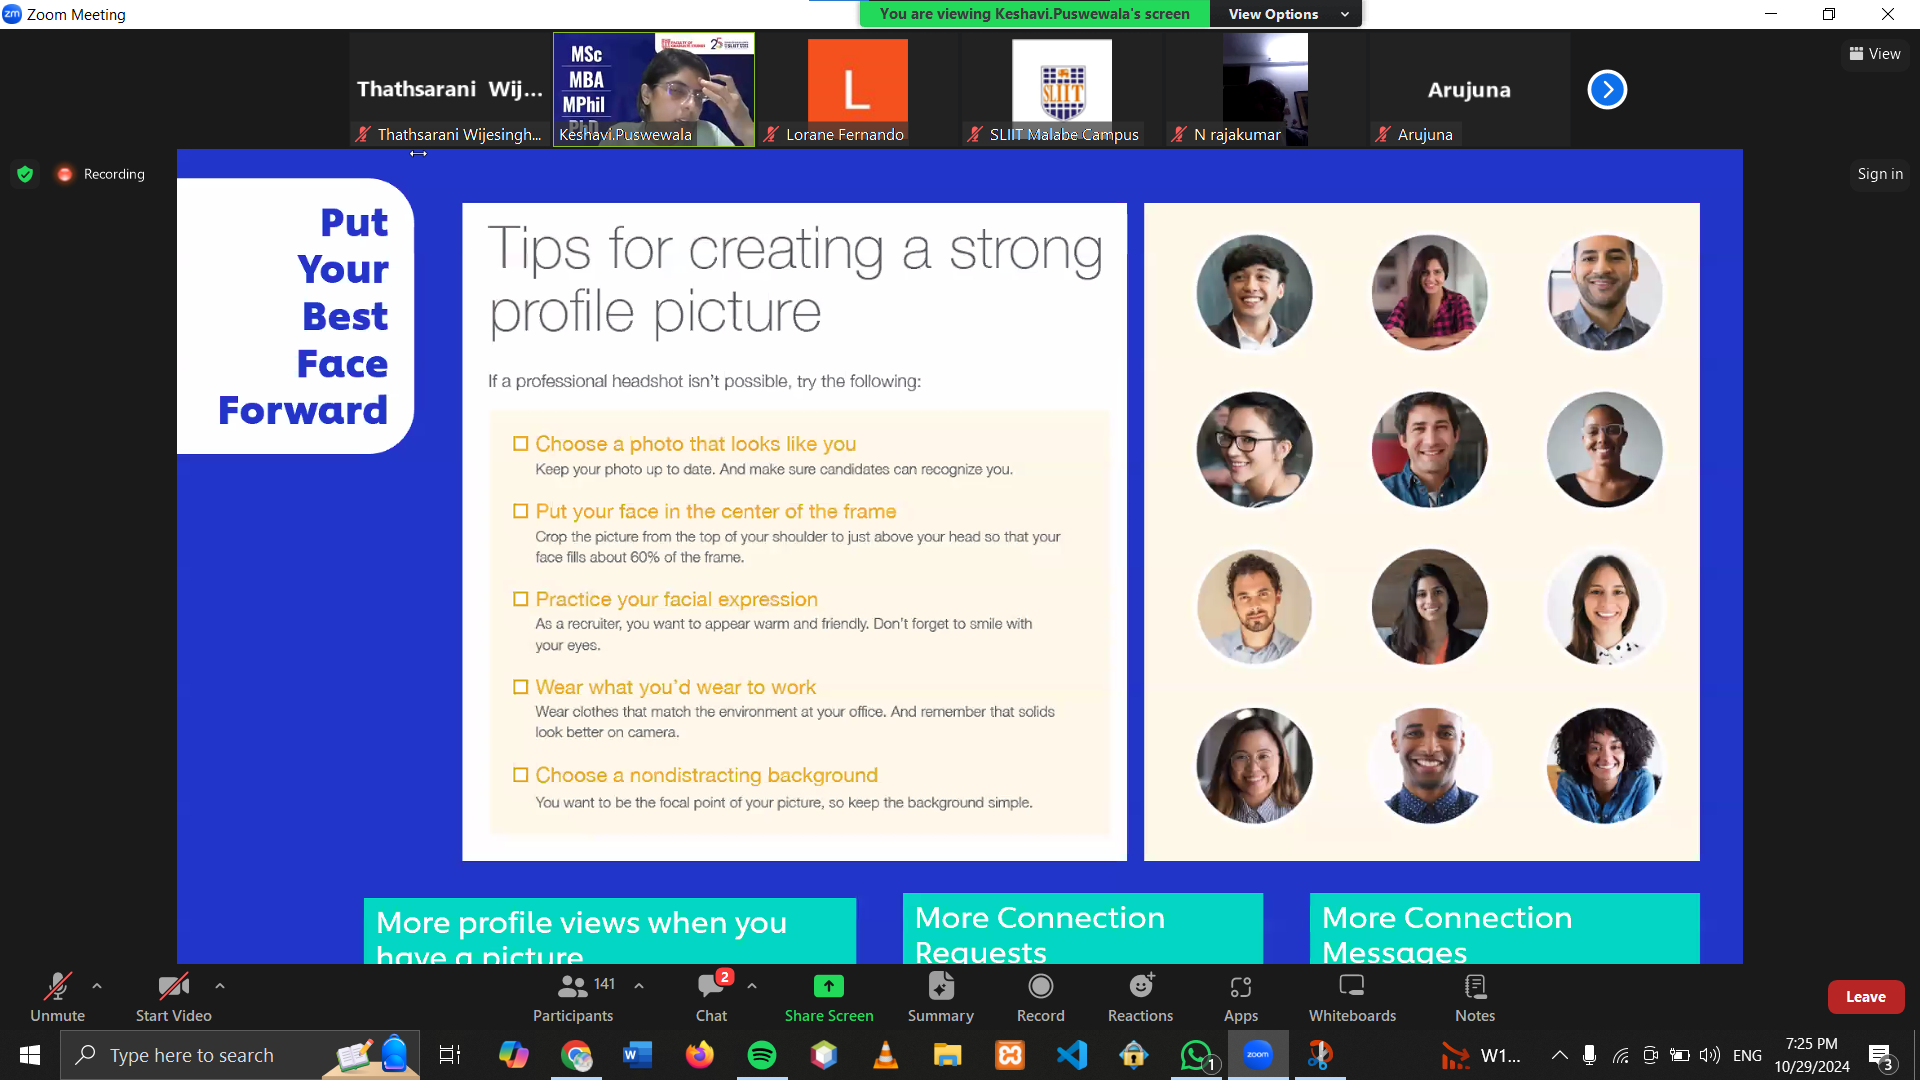 Zoom Meeting
You are viewing Keshavi.Puswewala's screen
View Options
MSc
MBA
MPhil
PhD
Thathsarani Wij...
Thathsarani Wijesingh...
Keshavi.Puswewala
L
Lorane Fernando
SLIIT
SLIIT Malabe Campus
N rajakumar
Arujuna
Arujuna
View
Recording
Sign in
Put
Your
Best
Face
Forward
Tips for creating a strong
profile picture
If a professional headshot isn't possible, try the following:
Choose a photo that looks like you
Keep your photo up to date. And make sure candidates can recognize you.
Put your face in the center of the frame
Crop the picture from the top of your shoulder to just above your head so that your
face fills about 60% of the frame.
Practice your facial expression
As a recruiter, you want to appear warm and friendly. Don't forget to smile with
your eyes.
Wear what you'd wear to work
Wear clothes that match the environment at your office. And remember that solids
look better on camera.
Choose a nondistracting background
You want to be the focal point of your picture, so keep the background simple.
More profile views when you
have a picture
More Connection
Requests
More Connection
Messages
Unmute
Start Video
141
Participants
2
Chat
Share Screen
Summary
Record
Reactions
Apps
Whiteboards
Notes
Leave
Type here to search
1
zoom
W1...
ENG
7:25 PM
10/29/2024
3